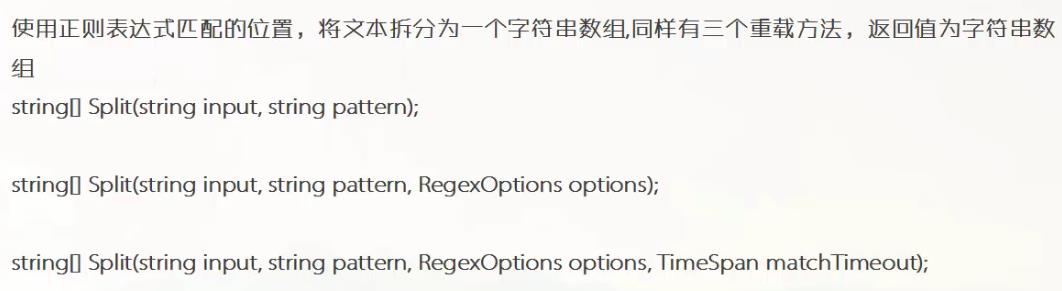 使用正则表达式匹配的位置，将文本拆分为一个字符串数组,同样有三个重载方法，返回值为字符串数
组
string[] Split(string input, string pattern);
string[] Split(string input, string pattern, RegexOptions options);
string[] Split(string input, string pattern, RegexOptions options, TimeSpan matchTimeout);